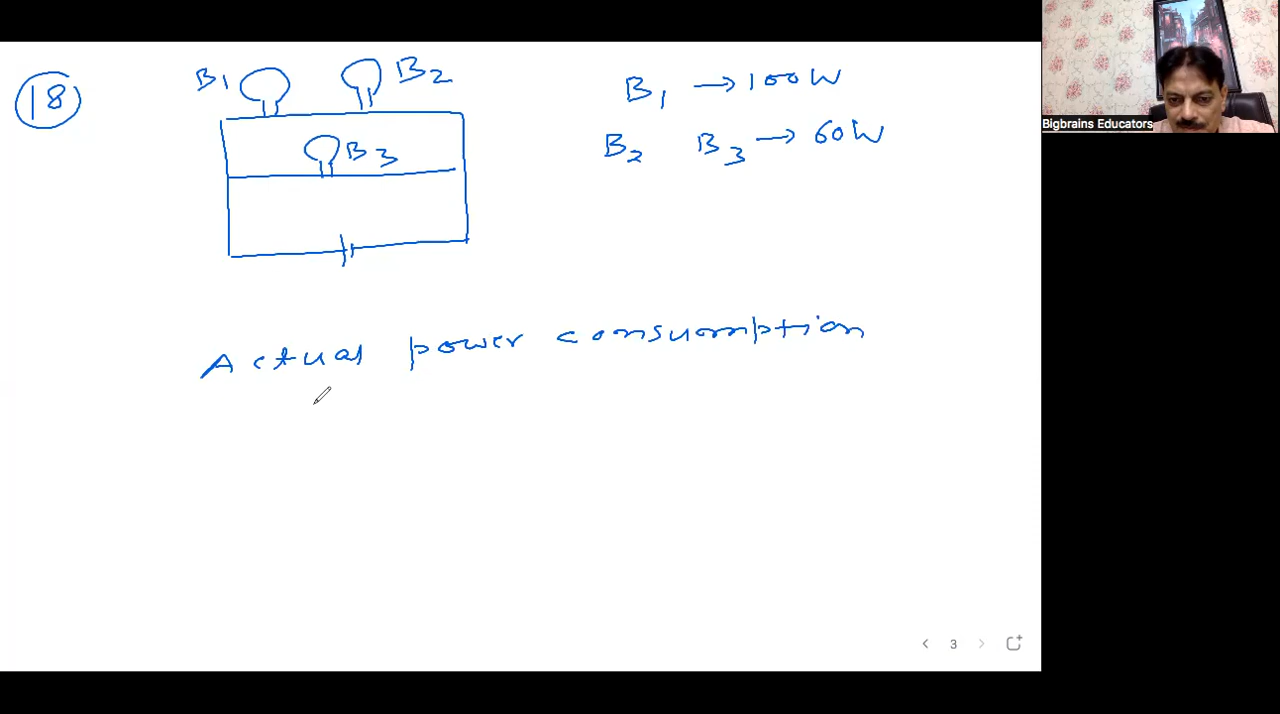 18
B1
B2
B3
B1 → 100W
B2 B3 → 60W
Actual power consumption
Bigbrains Educators
3